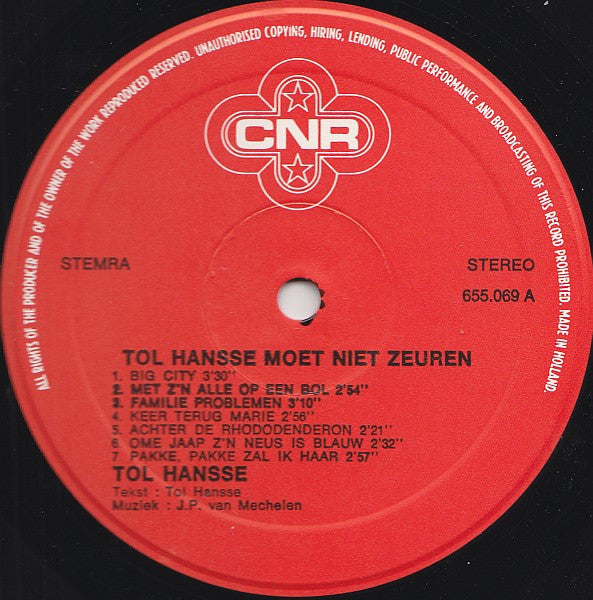 ALL RIGHTS OF THE PRODUCER AND OF THE OWNER OF THE WORK REPRODUCED RESERVED. UNAUTHORISED COPYING, HIRING, LENDING, PUBLIC PERFORMANCE AND BROADCASTING OF THIS RECORD PROHIBITED. MADE IN HOLLAND.
CNR
STEMRA
STEREO
655.069 A
TOL HANSSE MOET NIET ZEUREN
1. BIG CITY 3'30''
2. MET Z'N ALLE OP EEN BOL 2'54''
3. FAMILIE PROBLEMEN 3'10''
4. KEER TERUG MARIE 2'56''
5. ACHTER DE RHODODENDEREN 2'21''
6. OME JAAP Z'N NEUS IS BLAUW 2'32''
7. PAKKE, PAKKE ZAL IK HAAR 2'57''
TOL HANSSE
Tekst : Tol Hansse
Muziek : J.P. van Mechelen